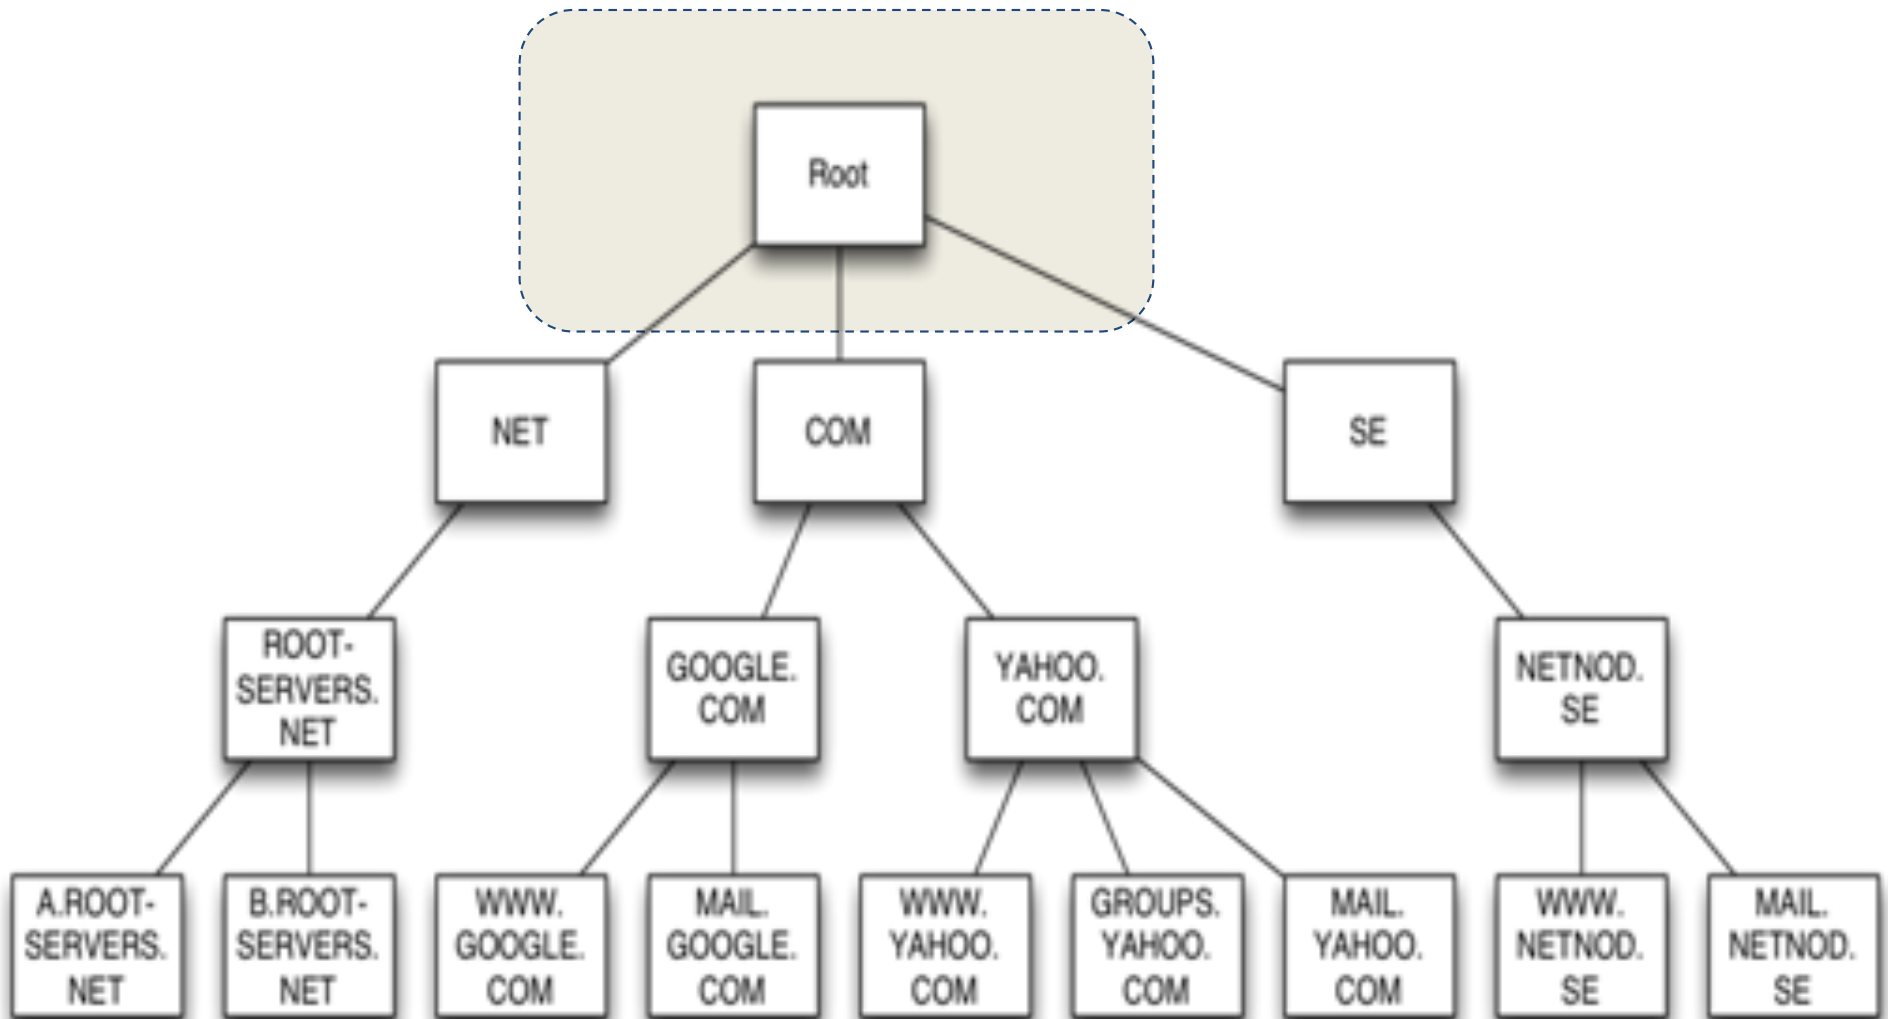 Root
NET
COM
SE
ROOT-
SERVERS.
NET
GOOGLE.
COM
YAHOO.
COM
NETNOD.
SE
A.ROOT-
SERVERS.
NET
B.ROOT-
SERVERS.
NET
WWW.
GOOGLE.
COM
MAIL.
GOOGLE.
COM
WWW.
YAHOO.
COM
GROUPS.
YAHOO.
COM
MAIL.
YAHOO.
COM
WWW.
NETNOD.
SE
MAIL.
NETNOD.
SE